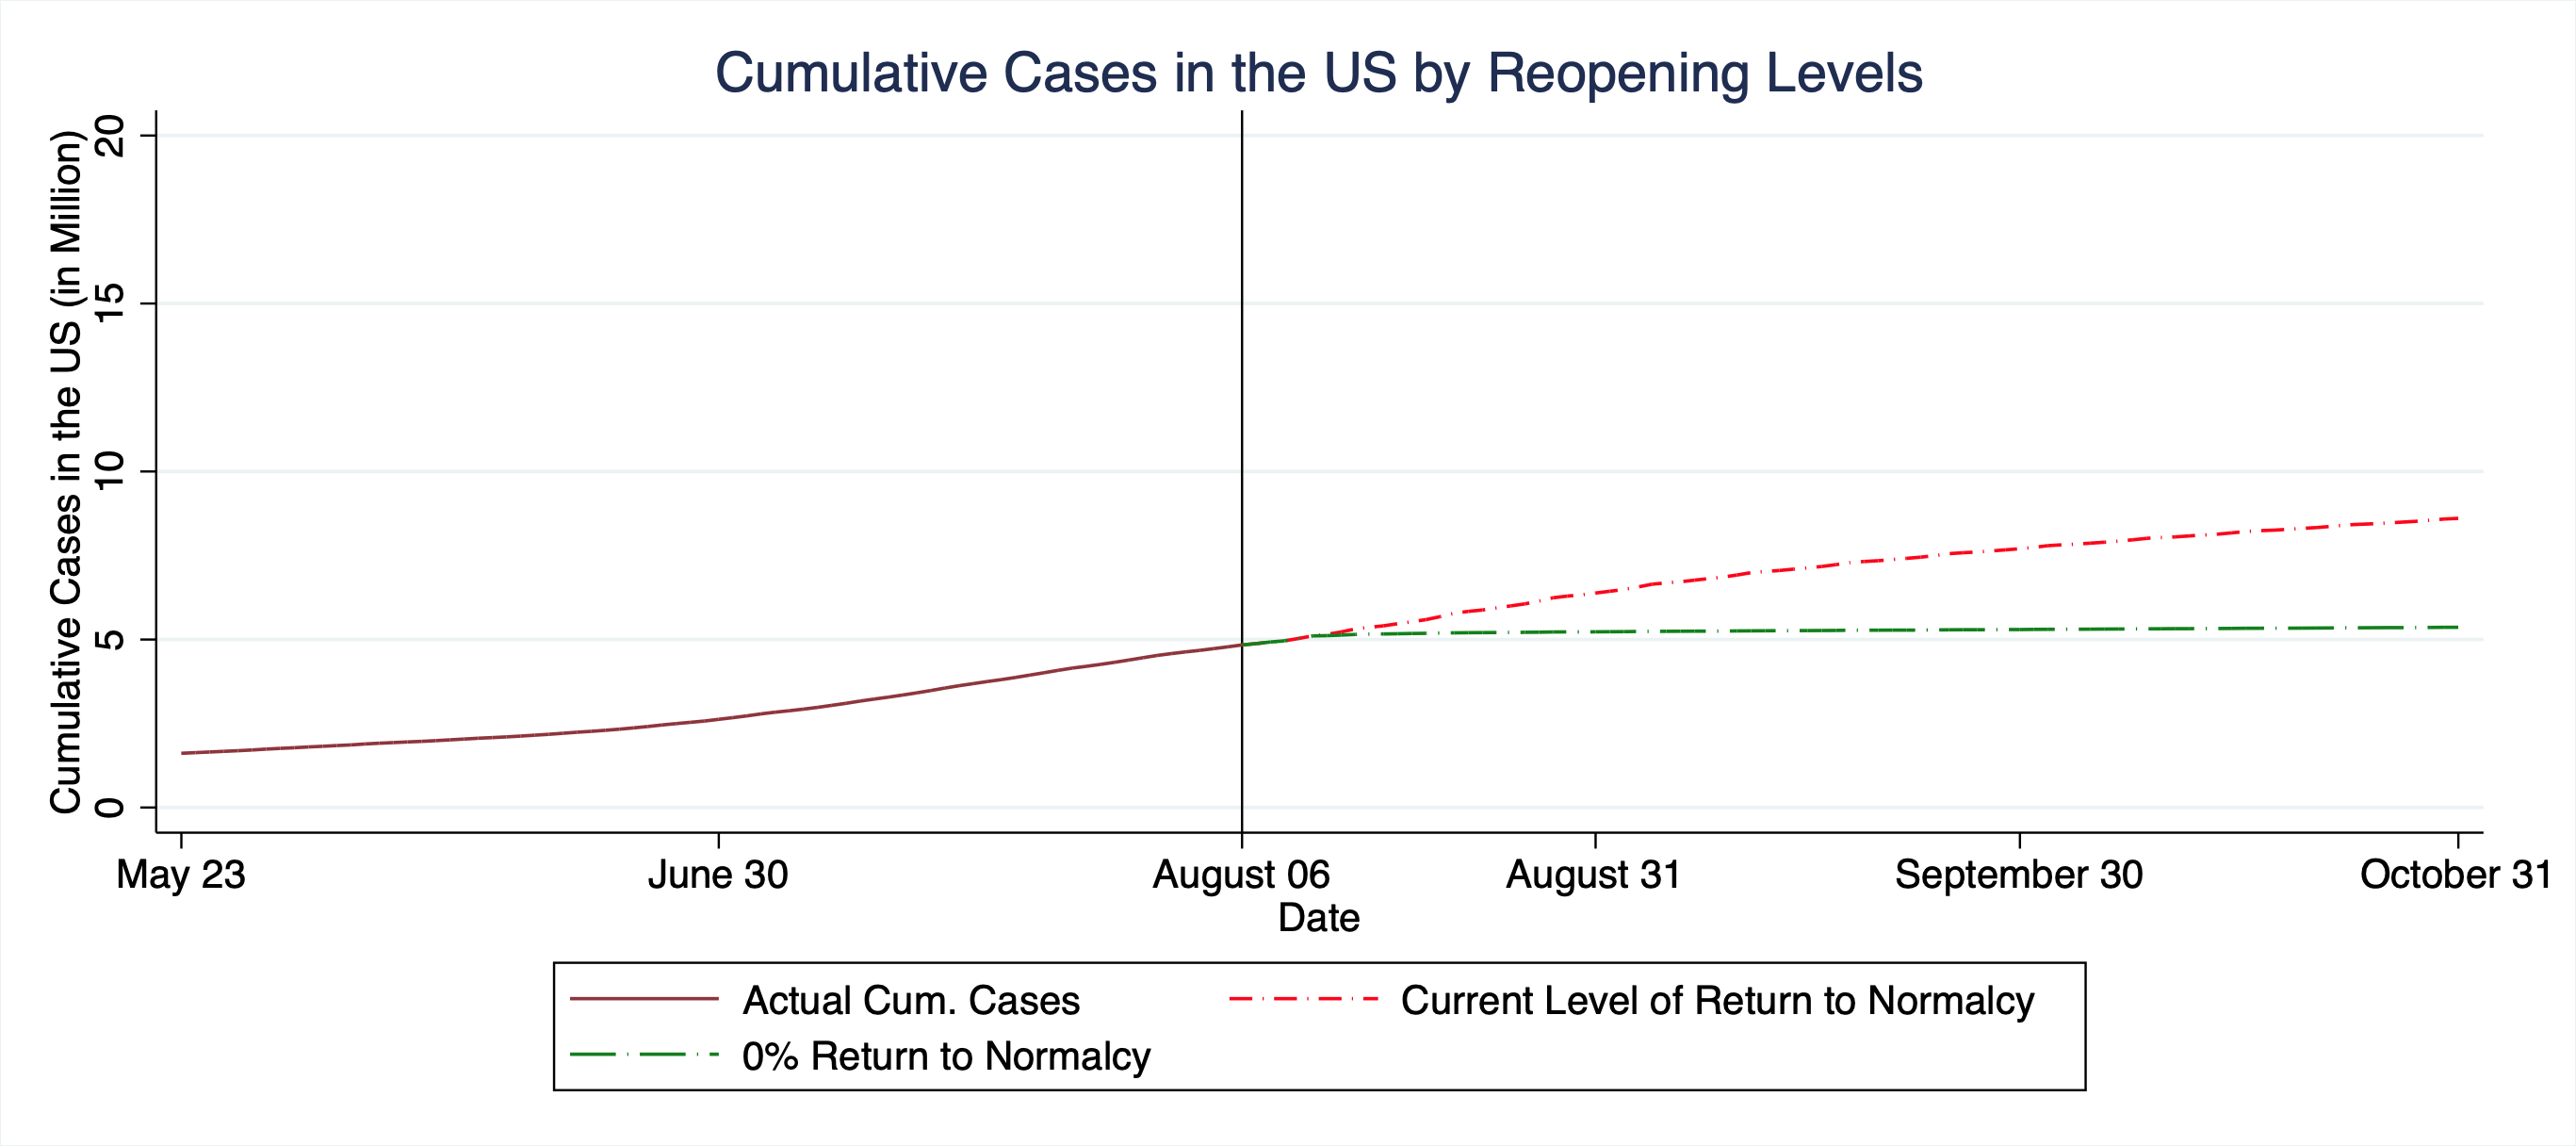 Cumulative Cases in the US by Reopening Levels
Cumulative Cases in the US (in Million)
20
15
10
5
0
May 23 June 30 August 06 August 31 September 30 October 31
Date
Actual Cum. Cases Current Level of Return to Normalcy
0% Return to Normalcy